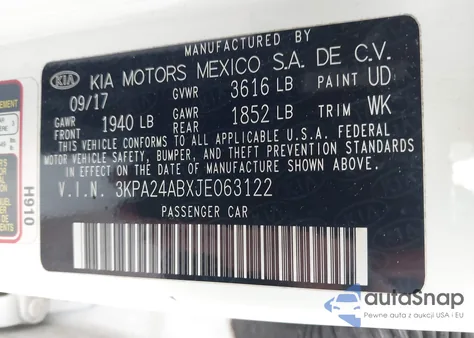 MANUFACTURED BY
KIA KIA MOTORS MEXICO S.A. DE C.V.
09/17 GVWR 3616 LB PAINT UD
GAWR FRONT 1940 LB GAWR REAR 1852 LB TRIM WK
THIS VEHICLE CONFORMS TO ALL APPLICABLE U.S.A. FEDERAL
MOTOR VEHICLE SAFETY, BUMPER, AND THEFT PREVENTION STANDARDS
IN EFFECT ON THE DATE OF MANUFACTURE SHOWN ABOVE.
V.I.N. 3KPA24ABXJE063122
PASSENGER CAR
H910
autoSnap
Pewne auta z aukcji USA i EU